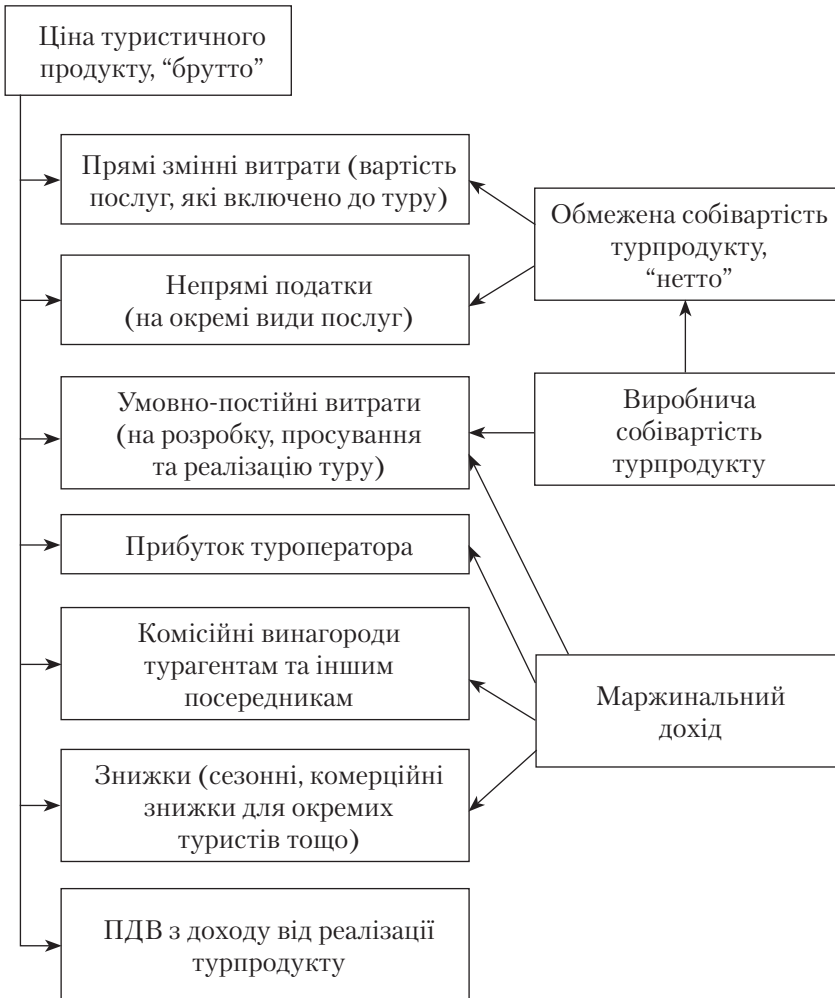 Ціна туристичного
продукту, “брутто”
Прямі змінні витрати (вартість
послуг, які включено до туру)
Обмежена собівартість
турпродукту,
“нетто”
Непрямі податки
(на окремі види послуг)
Умовно-постійні витрати
(на розробку, просування
та реалізацію туру)
Виробнича
собівартість
турпродукту
Прибуток туроператора
Комісійні винагороди
турагентам та іншим
посередникам
Маржинальний
дохід
Знижки (сезонні, комерційні
знижки для окремих
туристів тощо)
ПДВ з доходу від реалізації
турпродукту